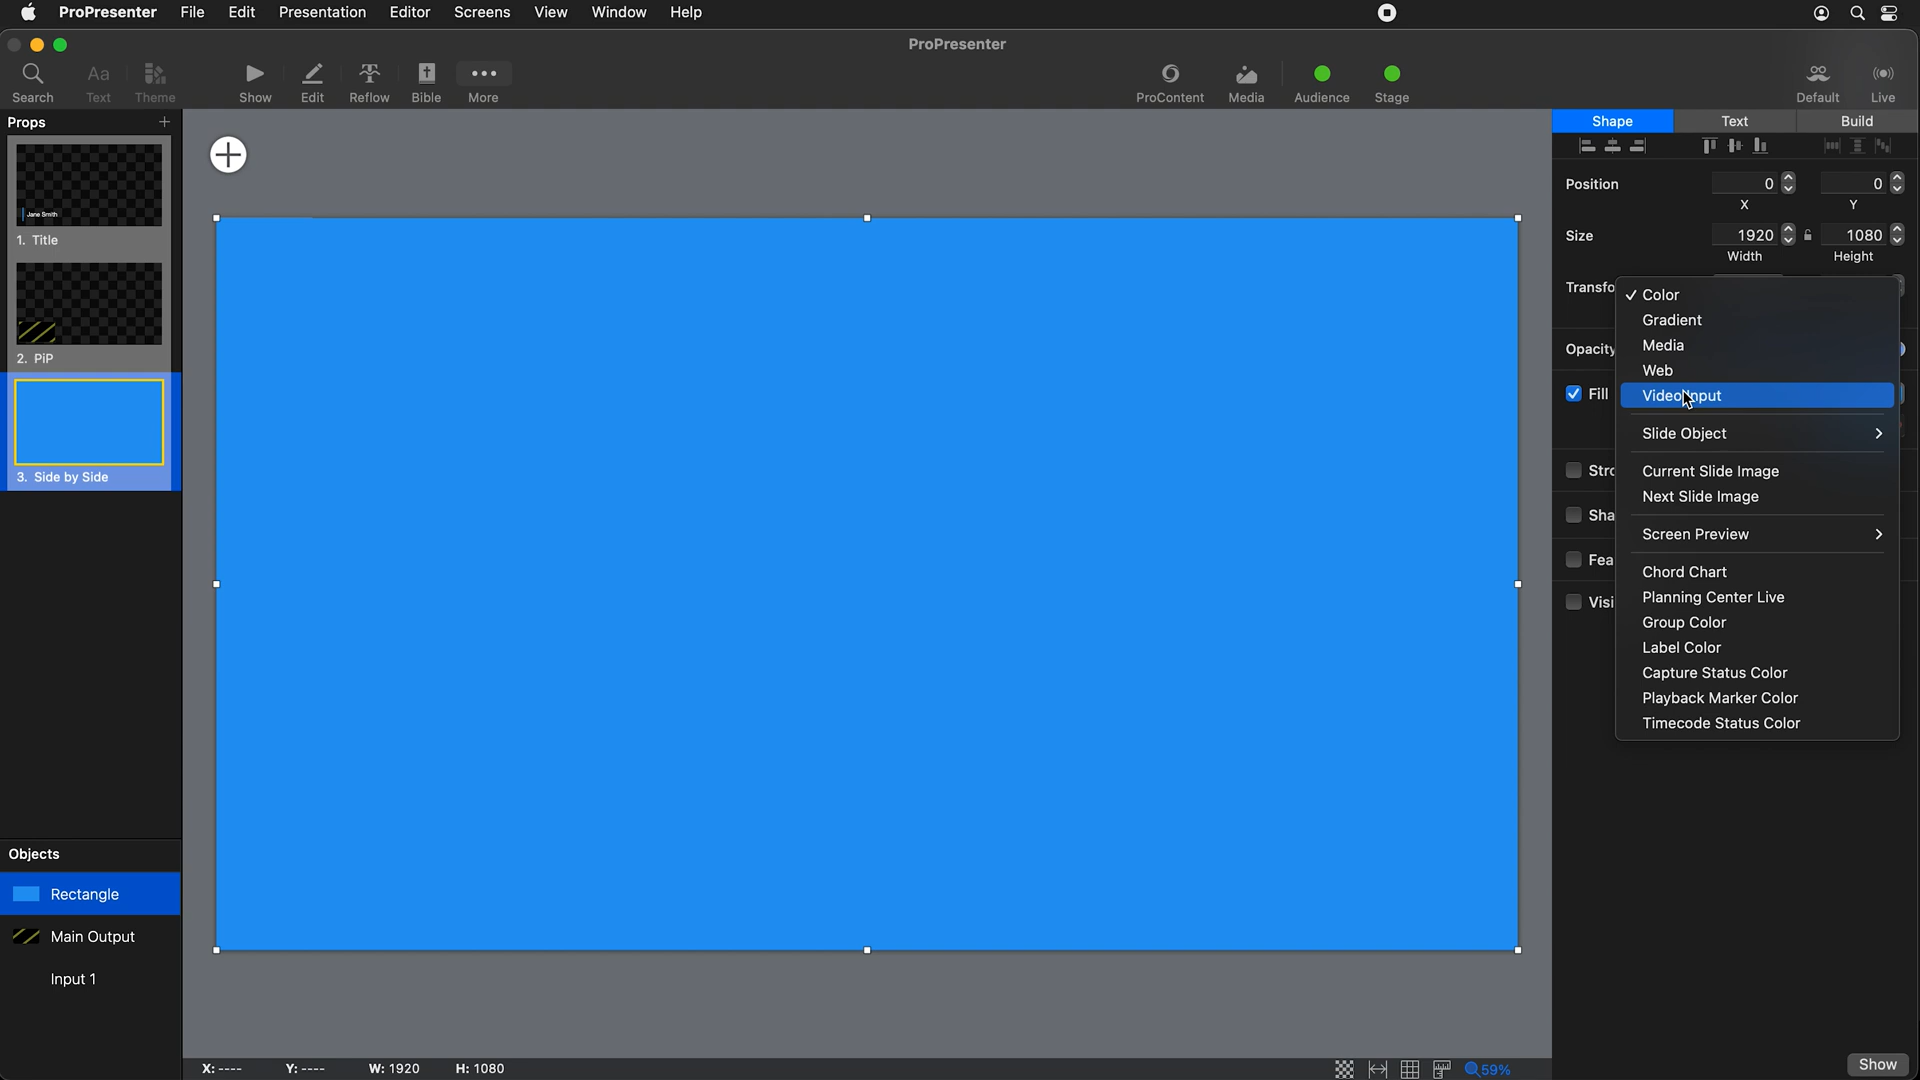 ProPresenter File Edit Presentation Editor Screens View Window Help
ProPresenter
Search Text Theme Show Edit Reflow Bible More ProContent Media Audience Stage Default Live
Aa
Props
Jane Smith
1. Title
2. PiP
3. Side by Side
Objects
Rectangle
Main Output
Input 1
X: ---- Y: ---- W: 1920 H: 1080
59%
Shape Text Build
Position 0 0
X Y
Size 1920 1080
Width Height
Transfo
Opacity
Fill
Stro
Sha
Fea
Visi
✓ Color
Gradient
Media
Web
Video Input
Slide Object
Current Slide Image
Next Slide Image
Screen Preview
Chord Chart
Planning Center Live
Group Color
Label Color
Capture Status Color
Playback Marker Color
Timecode Status Color
Show